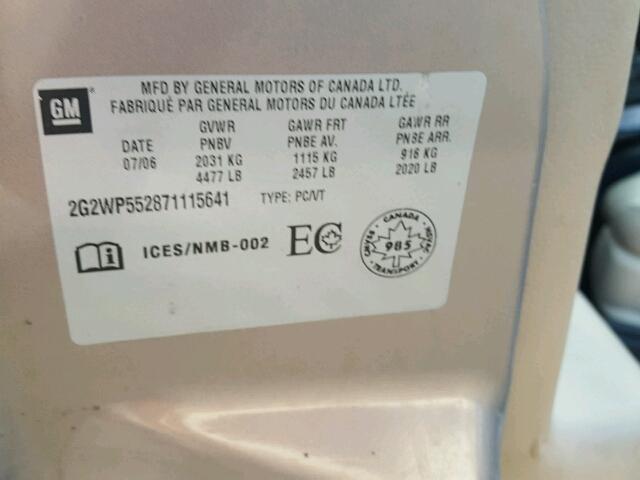 GM
MFD BY GENERAL MOTORS OF CANADA LTD.
FABRIQUÉ PAR GENERAL MOTORS DU CANADA LTÉE
GVWR GAWR FRT GAWR RR
DATE PNBV PNBE AV. PNBE ARR.
07/06 2031 KG 1115 KG 916 KG
4477 LB 2457 LB 2020 LB
2G2WP552871115641 TYPE: PC/VT
i ICES/NMB-002 EC
CANADA
985
TRANSPORT